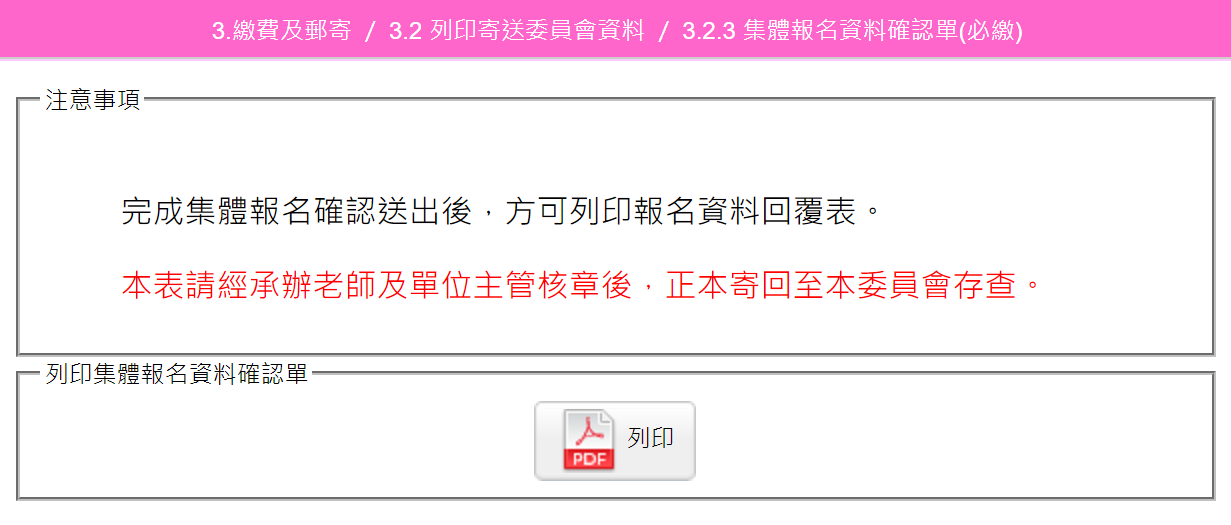 3.繳費及郵寄 / 3.2 列印寄送委員會資料 / 3.2.3 集體報名資料確認單(必繳)
注意事項
完成集體報名確認送出後，方可列印報名資料回覆表。
本表請經承辦老師及單位主管核章後，正本寄回至本委員會存查。
列印集體報名資料確認單
PDF 列印